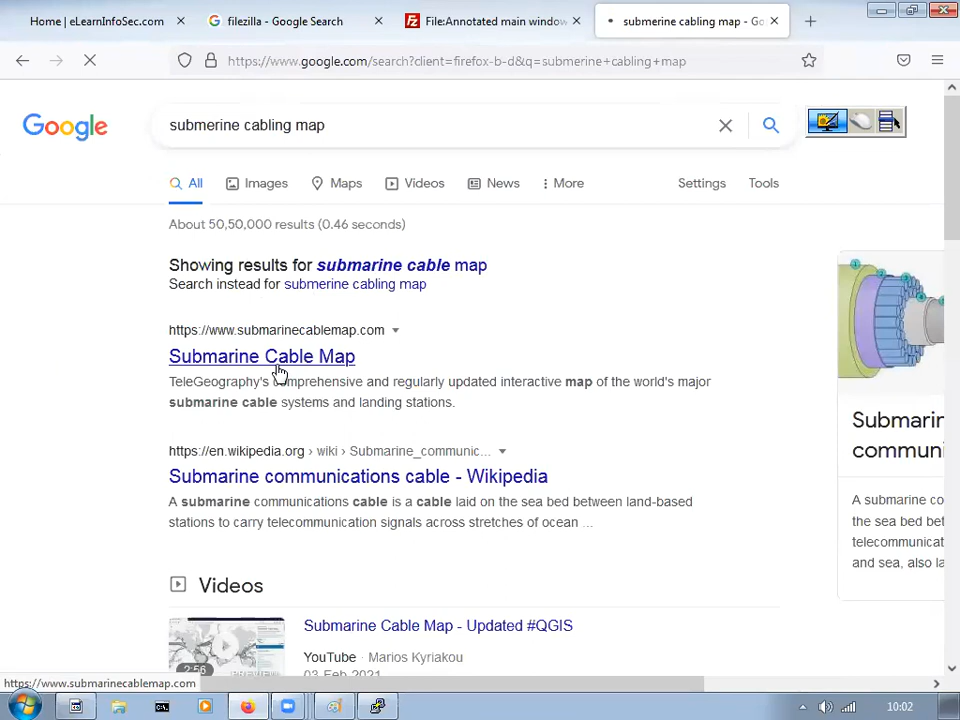 Home | eLearnInfoSec.com
filezilla - Google Search
File:Annotated main window
submerine cabling map - Go
https://www.google.com/search?client=firefox-b-d&q=submerine+cabling+map
Google
submerine cabling map
All
Images
Maps
Videos
News
More
Settings
Tools
About 50,50,000 results (0.46 seconds)
Showing results for submarine cable map
Search instead for submerine cabling map
https://www.submarinecablemap.com
Submarine Cable Map
TeleGeography's comprehensive and regularly updated interactive map of the world's major
submarine cable systems and landing stations.
https://en.wikipedia.org › wiki › Submarine_communic...
Submarine communications cable - Wikipedia
A submarine communications cable is a cable laid on the sea bed between land-based
stations to carry telecommunication signals across stretches of ocean ...
Submarin
communi
A submarine co
the sea bed bet
telecommunicat
and sea, also la
Videos
Submarine Cable Map - Updated #QGIS
YouTube · Marios Kyriakou
03-Feb-2021
2:56
PREVIEW
https://www.submarinecablemap.com
10:02